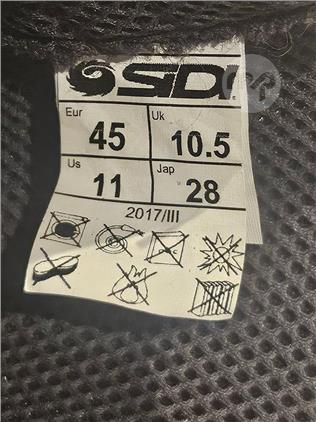 SIDI
Eur
45
Uk
10.5
Us
11
Jap
28
2017/III